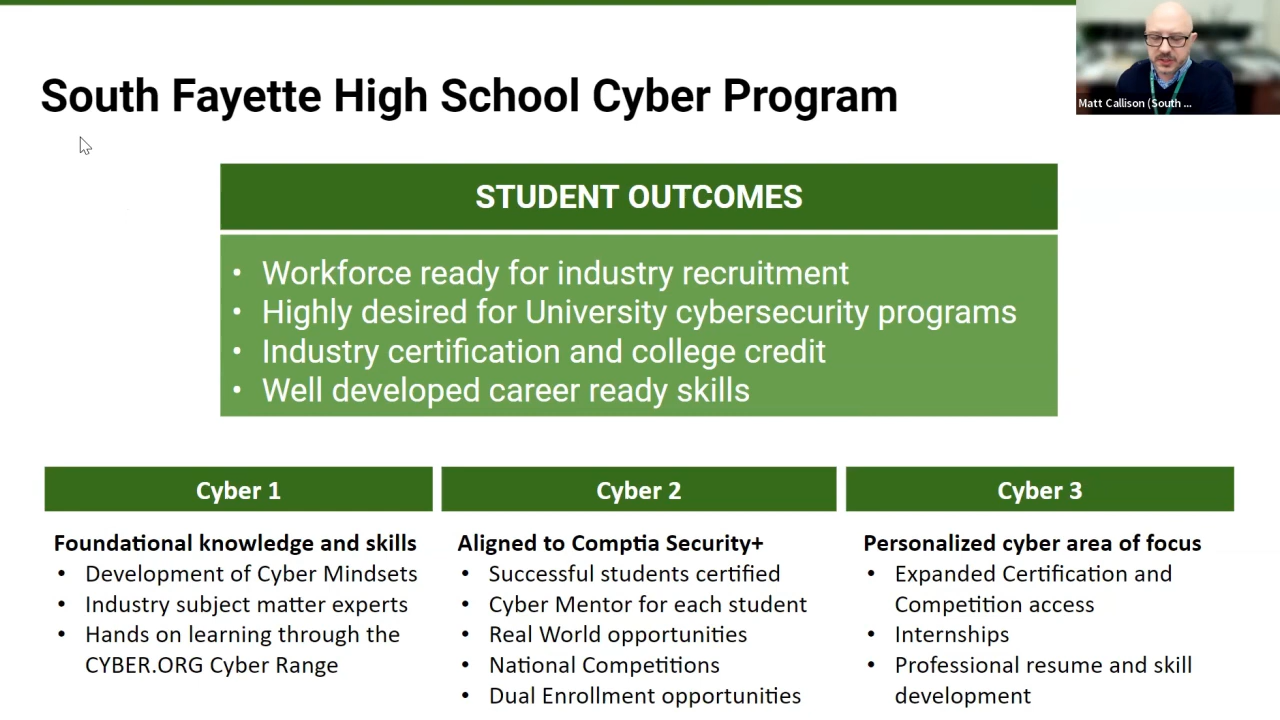 South Fayette High School Cyber Program
Matt Callison (South ...
STUDENT OUTCOMES
• Workforce ready for industry recruitment
• Highly desired for University cybersecurity programs
• Industry certification and college credit
• Well developed career ready skills
Cyber 1
Foundational knowledge and skills
• Development of Cyber Mindsets
• Industry subject matter experts
• Hands on learning through the
CYBER.ORG Cyber Range
Cyber 2
Aligned to Comptia Security+
• Successful students certified
• Cyber Mentor for each student
• Real World opportunities
• National Competitions
• Dual Enrollment opportunities
Cyber 3
Personalized cyber area of focus
• Expanded Certification and
Competition access
• Internships
• Professional resume and skill
development